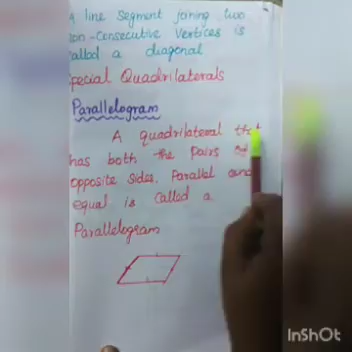 A line Segment joining two
non-Consecutive Vertices is
called a diagonal
Special Quadrilaterals
Parallelogram
A quadrilateral that
has both the pairs of
opposite sides. Parallel and
equal is called a
Parallelogram
InShOt